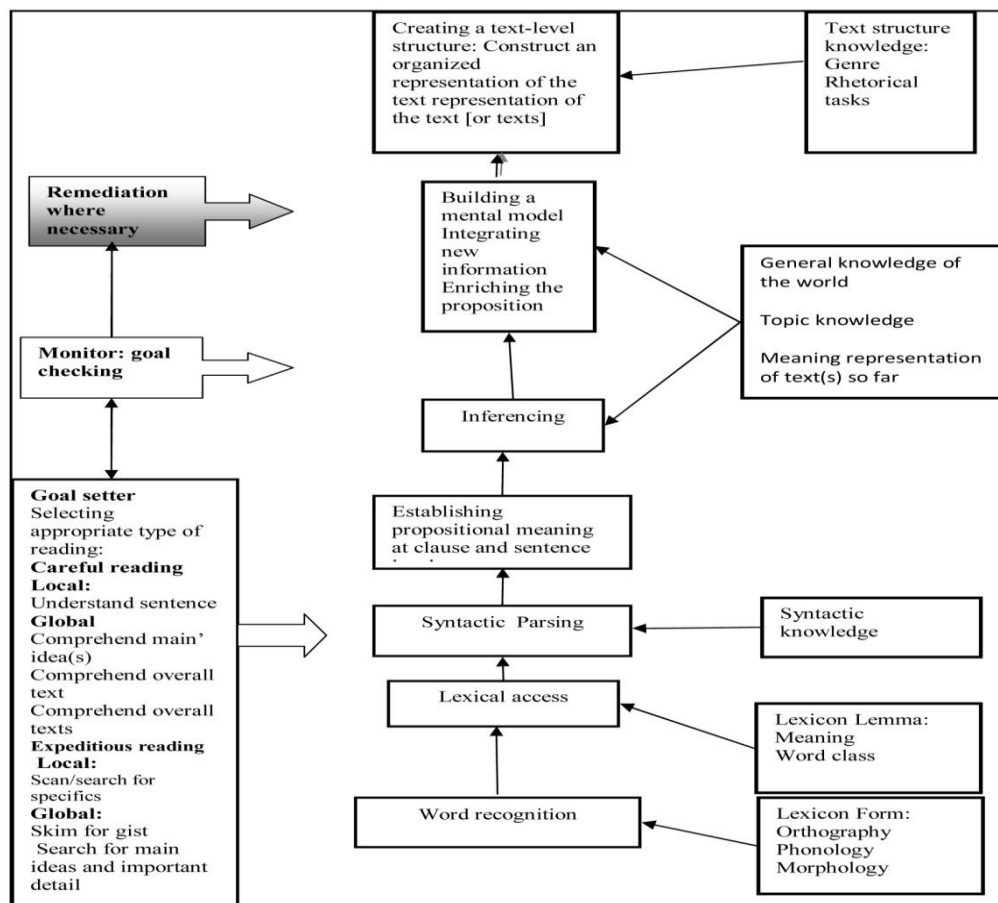 Creating a text-level
structure: Construct an
organized
representation of the
text representation of
the text [or texts]
Text structure
knowledge:
Genre
Rhetorical
tasks
Remediation
where
necessary
Building a
mental model
Integrating
new
information
Enriching the
proposition
General knowledge of
the world
Topic knowledge
Meaning representation
of text(s) so far
Monitor: goal
checking
Inferencing
Goal setter
Selecting
appropriate type of
reading:
Careful reading
Local:
Understand sentence
Global
Comprehend main’
idea(s)
Comprehend overall
text
Comprehend overall
texts
Expeditious reading
Local:
Scan/search for
specifics
Global:
Skim for gist
Search for main
ideas and important
detail
Establishing
propositional meaning
at clause and sentence
Syntactic Parsing
Syntactic
knowledge
Lexical access
Lexicon Lemma:
Meaning
Word class
Word recognition
Lexicon Form:
Orthography
Phonology
Morphology